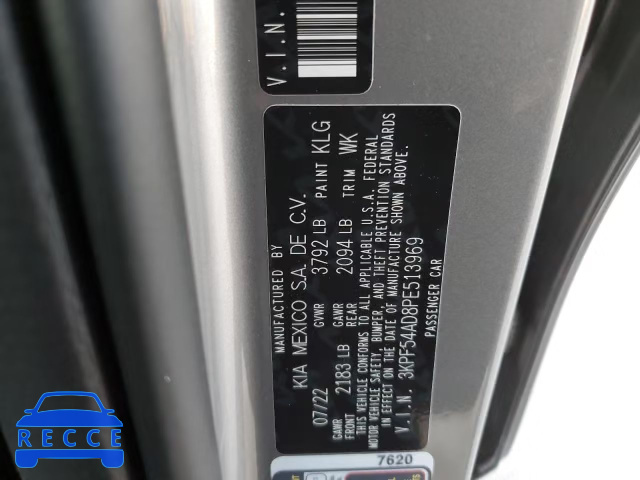 V.I.N.
MANUFACTURED BY
KIA MEXICO S.A. DE C.V.
07/22 GVWR 3792 LB PAINT KLG
GAWR FRONT 2183 LB GAWR REAR 2094 LB TRIM WK
THIS VEHICLE CONFORMS TO ALL APPLICABLE U.S.A. FEDERAL
MOTOR VEHICLE SAFETY, BUMPER, AND THEFT PREVENTION STANDARDS
IN EFFECT ON THE DATE OF MANUFACTURE SHOWN ABOVE.
V.I.N. 3KPF54AD8PE513969
PASSENGER CAR
7620
RECCE